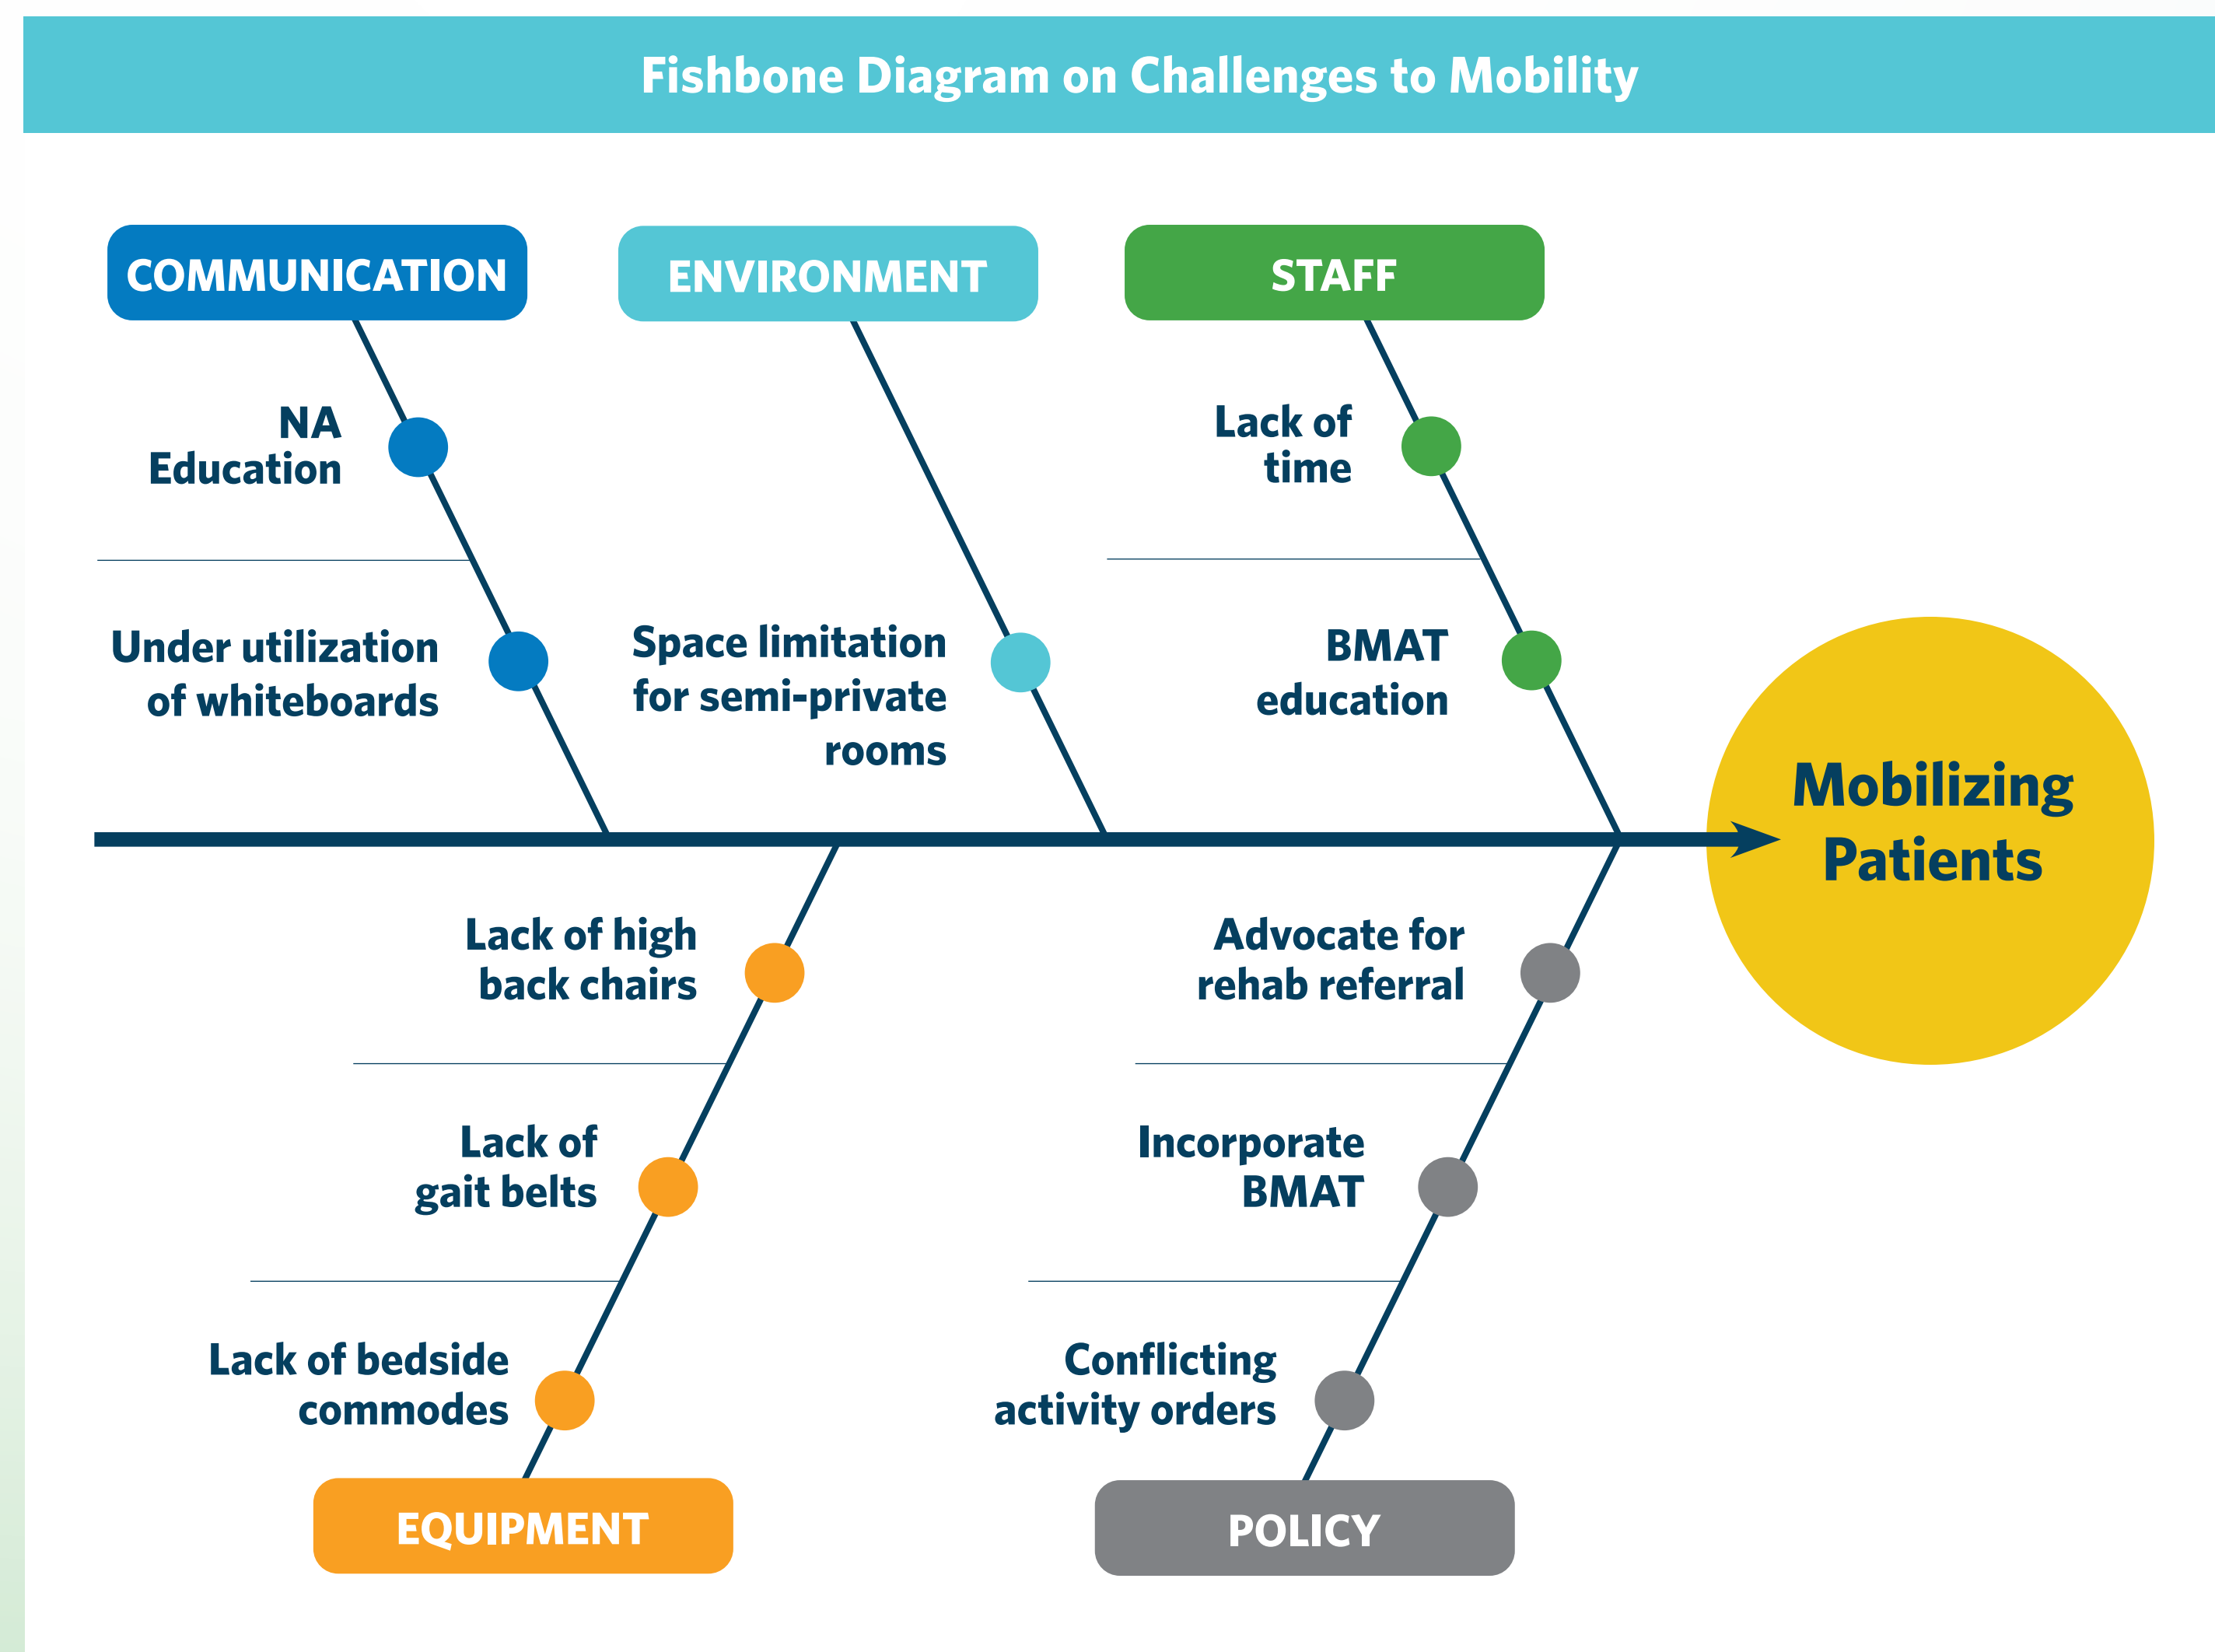 Fishbone Diagram on Challenges to Mobility
COMMUNICATION
ENVIRONMENT
STAFF
NA
Education
Under utilization
of whiteboards
Space limitation
for semi-private
rooms
Lack of
time
BMAT
education
Mobilizing
Patients
Lack of high
back chairs
Lack of
gait belts
Lack of bedside
commodes
Advocate for
rehab referral
Incorporate
BMAT
Conflicting
activity orders
EQUIPMENT
POLICY